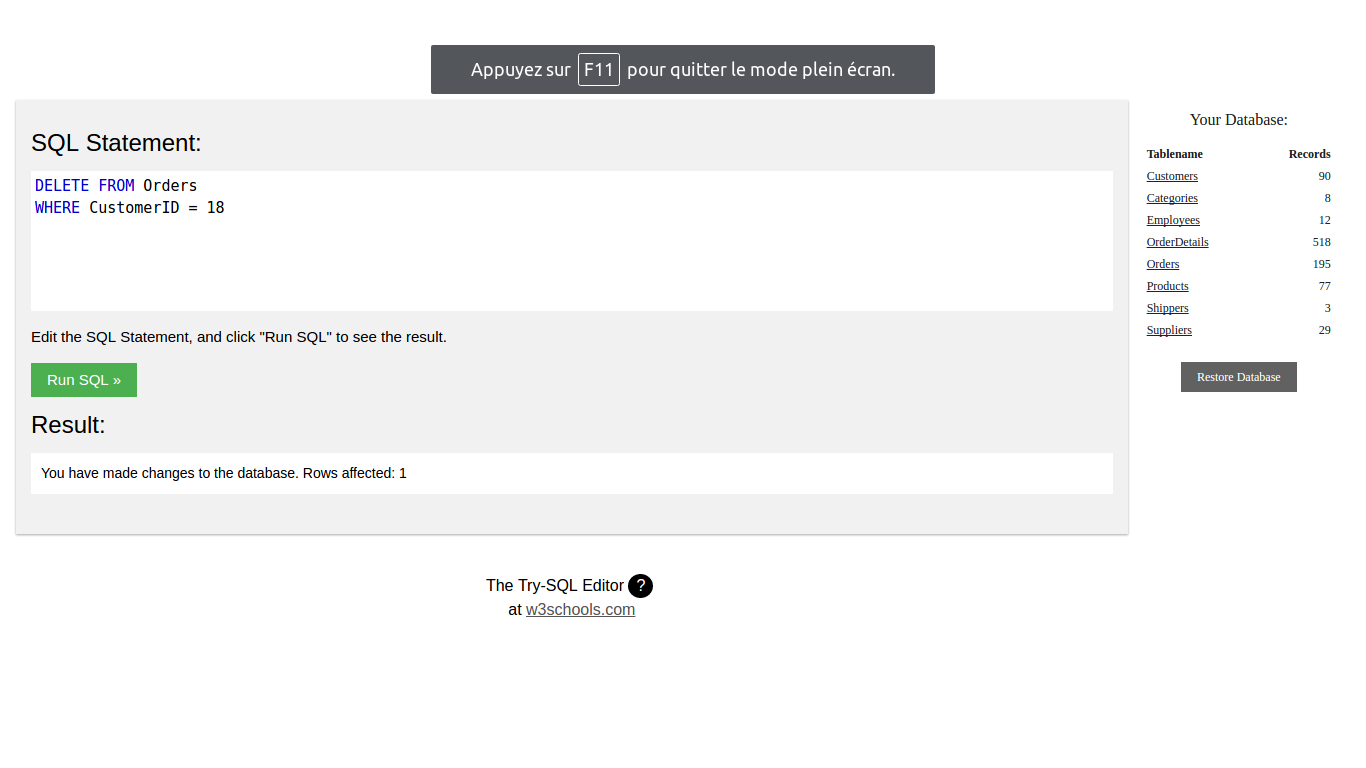 Appuyez sur F11 pour quitter le mode plein écran.
SQL Statement:
DELETE FROM Orders
WHERE CustomerID = 18
Edit the SQL Statement, and click "Run SQL" to see the result.
Run SQL »
Result:
You have made changes to the database. Rows affected: 1
The Try-SQL Editor ?
at w3schools.com
Your Database:
Tablename Records
Customers 90
Categories 8
Employees 12
OrderDetails 518
Orders 195
Products 77
Shippers 3
Suppliers 29
Restore Database